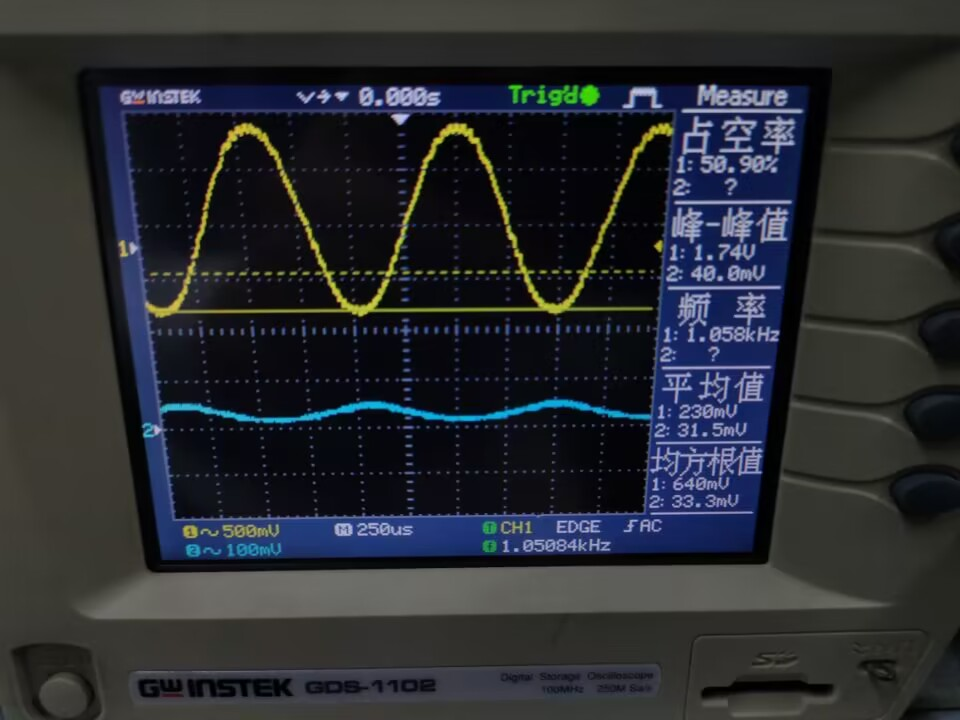 GW INSTEK
0.000s
Trig'd
Measure
占空率
1: 50.90%
2: ?
峰-峰值
1: 1.74V
2: 40.0mV
频 率
1: 1.058kHz
2: ?
平均值
1: 230mV
2: 31.5mV
均方根值
1: 640mV
2: 33.3mV
1
2
1 ~ 500mV
M 250us
T CH1 EDGE AC
2 ~ 100mV
f 1.05084kHz
GW INSTEK GDS-1102
Digital Storage Oscilloscope
100MHz 250M Sa/s
SD